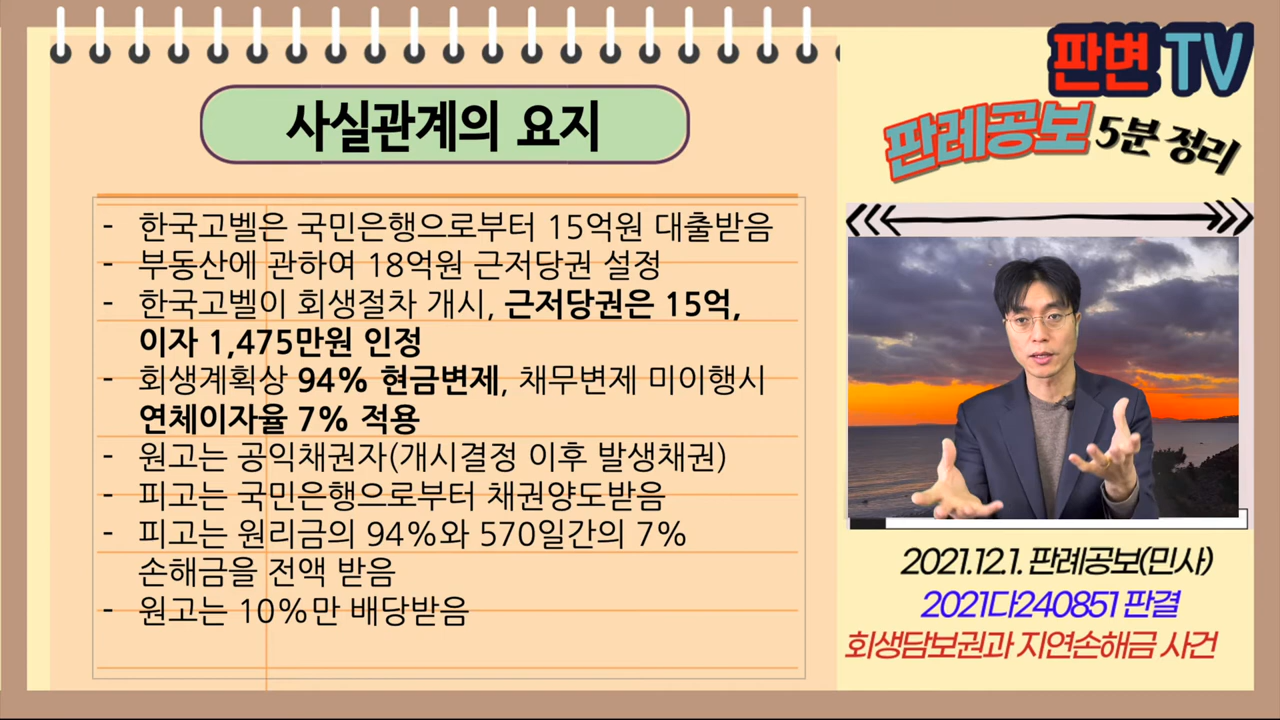 사실관계의 요지
- 한국고벨은 국민은행으로부터 15억원 대출받음
- 부동산에 관하여 18억원 근저당권 설정
- 한국고벨이 회생절차 개시, 근저당권은 15억,
이자 1,475만원 인정
- 회생계획상 94% 현금변제, 채무변제 미이행시
연체이자율 7% 적용
- 원고는 공익채권자(개시결정 이후 발생채권)
- 피고는 국민은행으로부터 채권양도받음
- 피고는 원리금의 94%와 570일간의 7%
손해금을 전액 받음
- 원고는 10%만 배당받음
판변 TV
판례공보 5분 정리
2021.12.1. 판례공보(민사)
2021다240851 판결
회생담보권과 지연손해금 사건